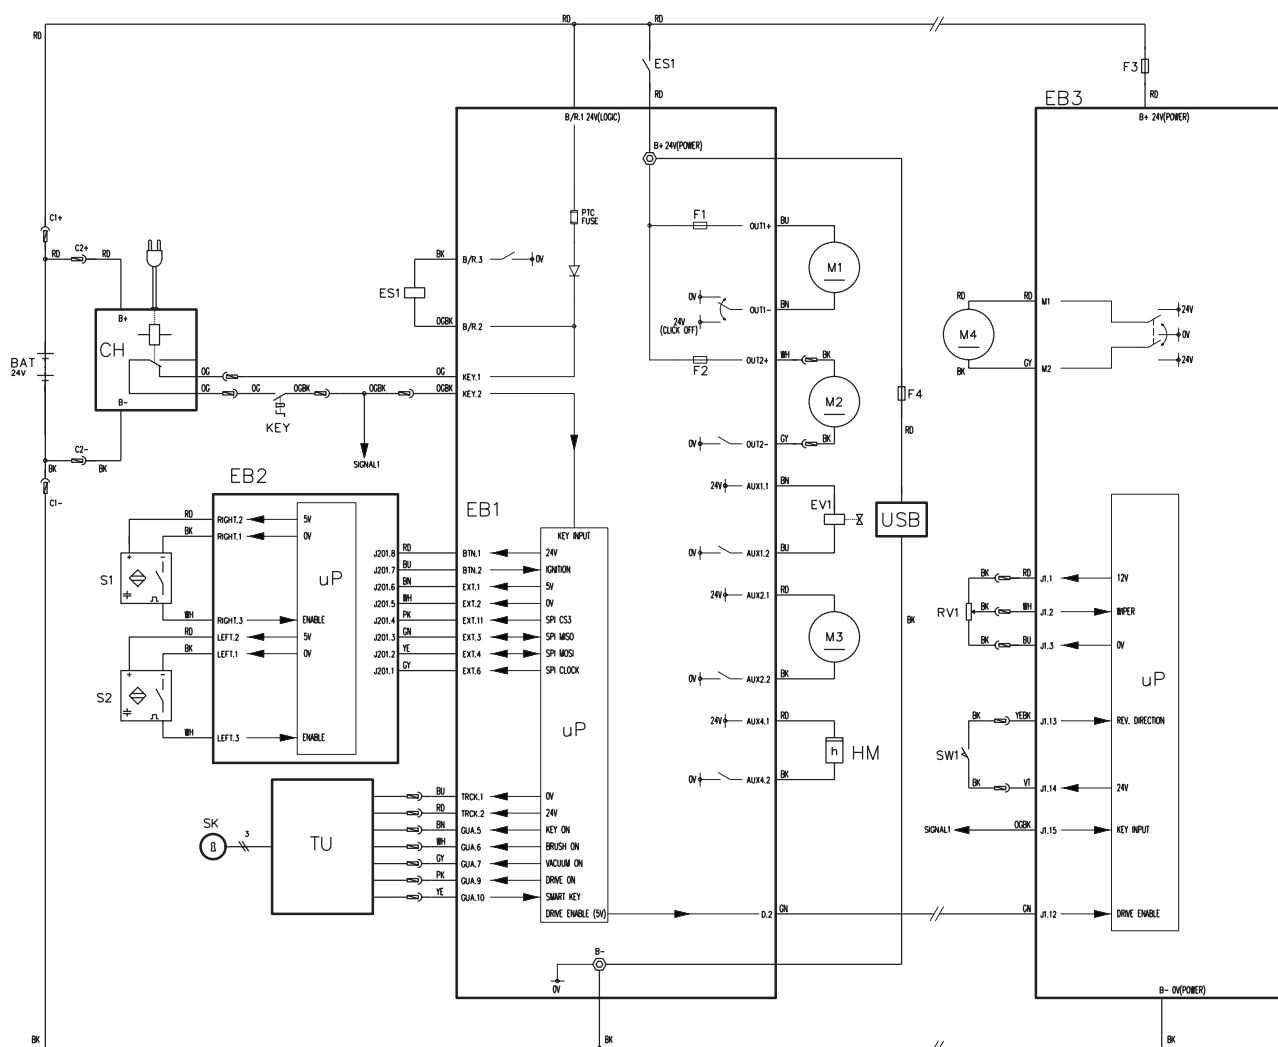 RD RD
RD
ES1
RD
F3
RD
EB3
B/R.1 24V(LOGIC)
B+ 24V(POWER)
B+ 24V(POWER)
C1+
C2+
RD RD
PTC
FUSE
F1
OUT1+ BU
M1
BK B/R.3
0V
ES1
OGBK B/R.2
B+
CH
BAT
24V
B-
0V
24V
(CLICK OFF)
OUT1- BN
RD RD M1
24V
M4
0V
24V
BK GY M2
OUT2+ WH BK
F2
OG OG KEY.1
OG OG OGBK OGBK OGBK KEY.2
KEY
SIGNAL1
M2
F4
RD
C2-
BK BK
C1-
0V OUT2- GY BK
EB2
EB1
24V AUX1.1 BN
EV1
USB
0V AUX1.2 BU
RD RIGHT.2 5V
BK RIGHT.1 0V
S1
uP
WH RIGHT.3 ENABLE
RD LEFT.2 5V
BK LEFT.1 0V
S2
WH LEFT.3 ENABLE
KEY INPUT
J201.8 RD BTN.1 24V
J201.7 BU BTN.2 IGNITION
J201.6 BN EXT.1 5V
J201.5 WH EXT.2 0V
J201.4 PK EXT.11 SPI CS3
J201.3 GN EXT.3 SPI MISO
J201.2 YE EXT.4 SPI MOSI
J201.1 GY EXT.6 SPI CLOCK
uP
24V AUX2.1 RD
M3
BK
0V AUX2.2 BK
24V AUX4.1 RD
h HM
0V AUX4.2 BK
BK RD J1.1 12V
RV1
BK WH J1.2 WIPER
BK BU J1.3 0V
uP
BK YEBK J1.13 REV. DIRECTION
SW1
BK VT J1.14 24V
SIGNAL1 OGBK J1.15 KEY INPUT
SK
3
TU
BU TRCK.1 0V
RD TRCK.2 24V
BN GUA.5 KEY ON
WH GUA.6 BRUSH ON
GY GUA.7 VACUUM ON
PK GUA.9 DRIVE ON
YE GUA.10 SMART KEY
DRIVE ENABLE (5V) D.2 GN
GN J1.12 DRIVE ENABLE
B-
0V
B- 0V(POWER)
BK BK BK